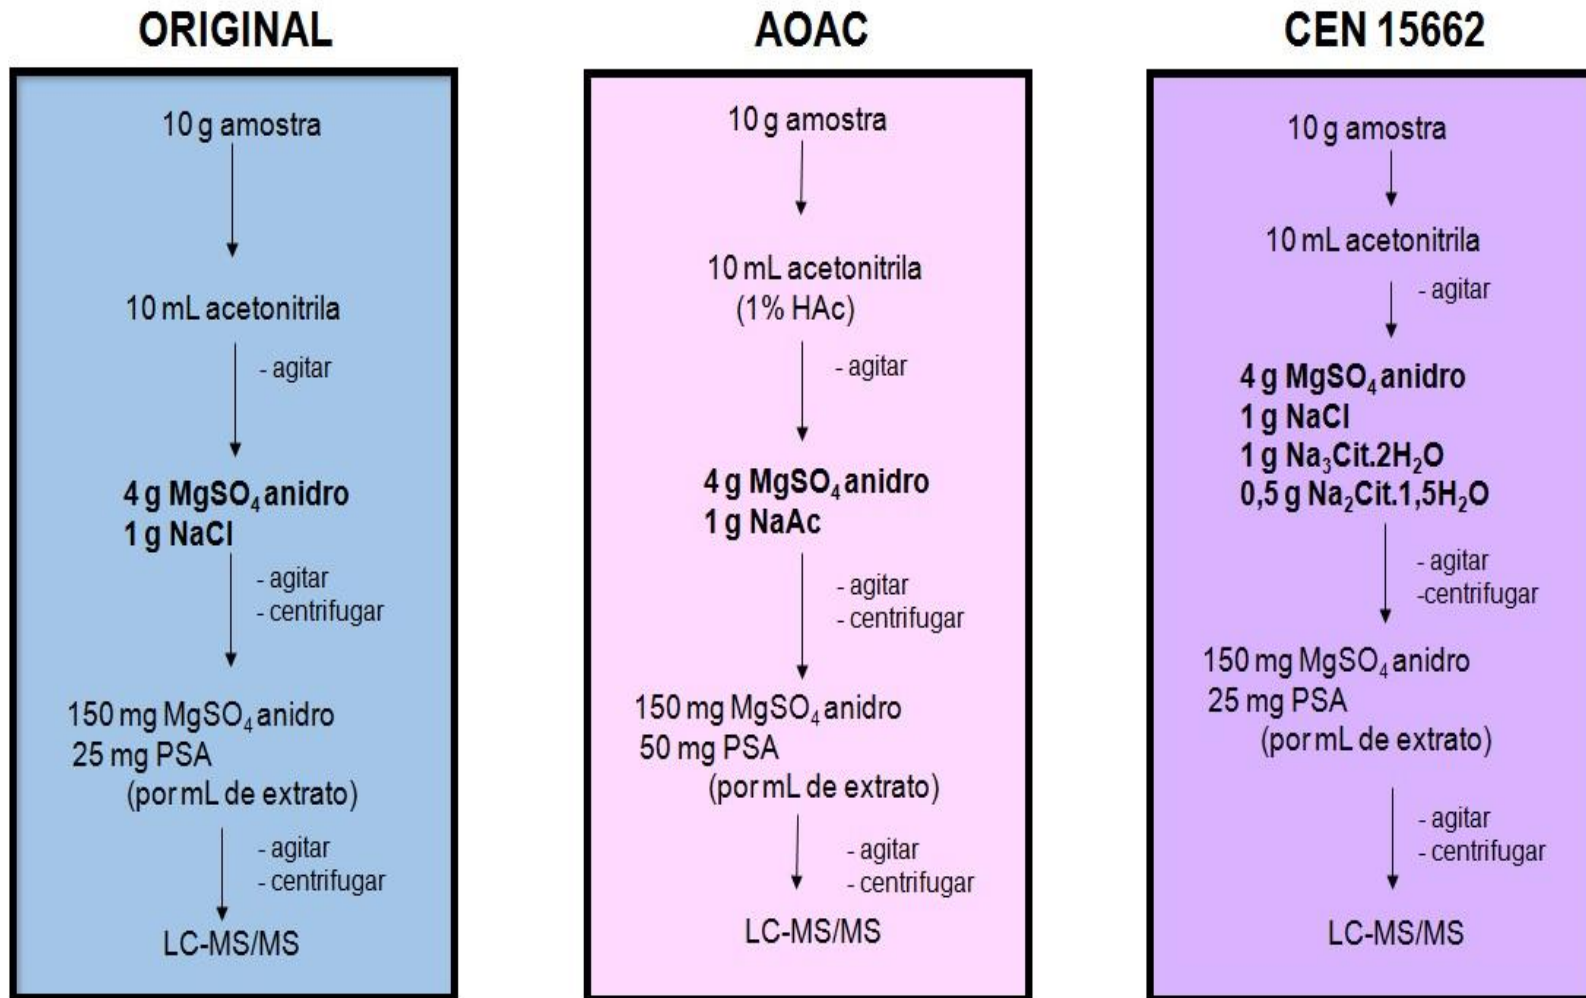 ORIGINAL
10 g amostra
10 mL acetonitrila
- agitar
4 g MgSO₄ anidro
1 g NaCl
- agitar
- centrifugar
150 mg MgSO₄ anidro
25 mg PSA
(por mL de extrato)
- agitar
- centrifugar
LC-MS/MS
AOAC
10 g amostra
10 mL acetonitrila
(1% HAc)
- agitar
4 g MgSO₄ anidro
1 g NaAc
- agitar
- centrifugar
150 mg MgSO₄ anidro
50 mg PSA
(por mL de extrato)
- agitar
- centrifugar
LC-MS/MS
CEN 15662
10 g amostra
10 mL acetonitrila
- agitar
4 g MgSO₄ anidro
1 g NaCl
1 g Na₃Cit.2H₂O
0,5 g Na₂Cit.1,5H₂O
- agitar
-centrifugar
150 mg MgSO₄ anidro
25 mg PSA
(por mL de extrato)
- agitar
- centrifugar
LC-MS/MS